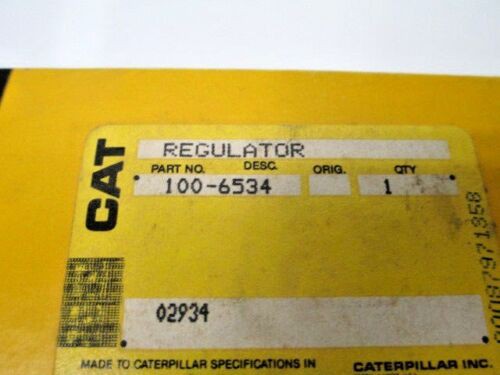 CAT
REGULATOR
PART NO. DESC. ORIG. QTY
100-6534 1
02934
MADE TO CATERPILLAR SPECIFICATIONS IN CATERPILLAR INC.